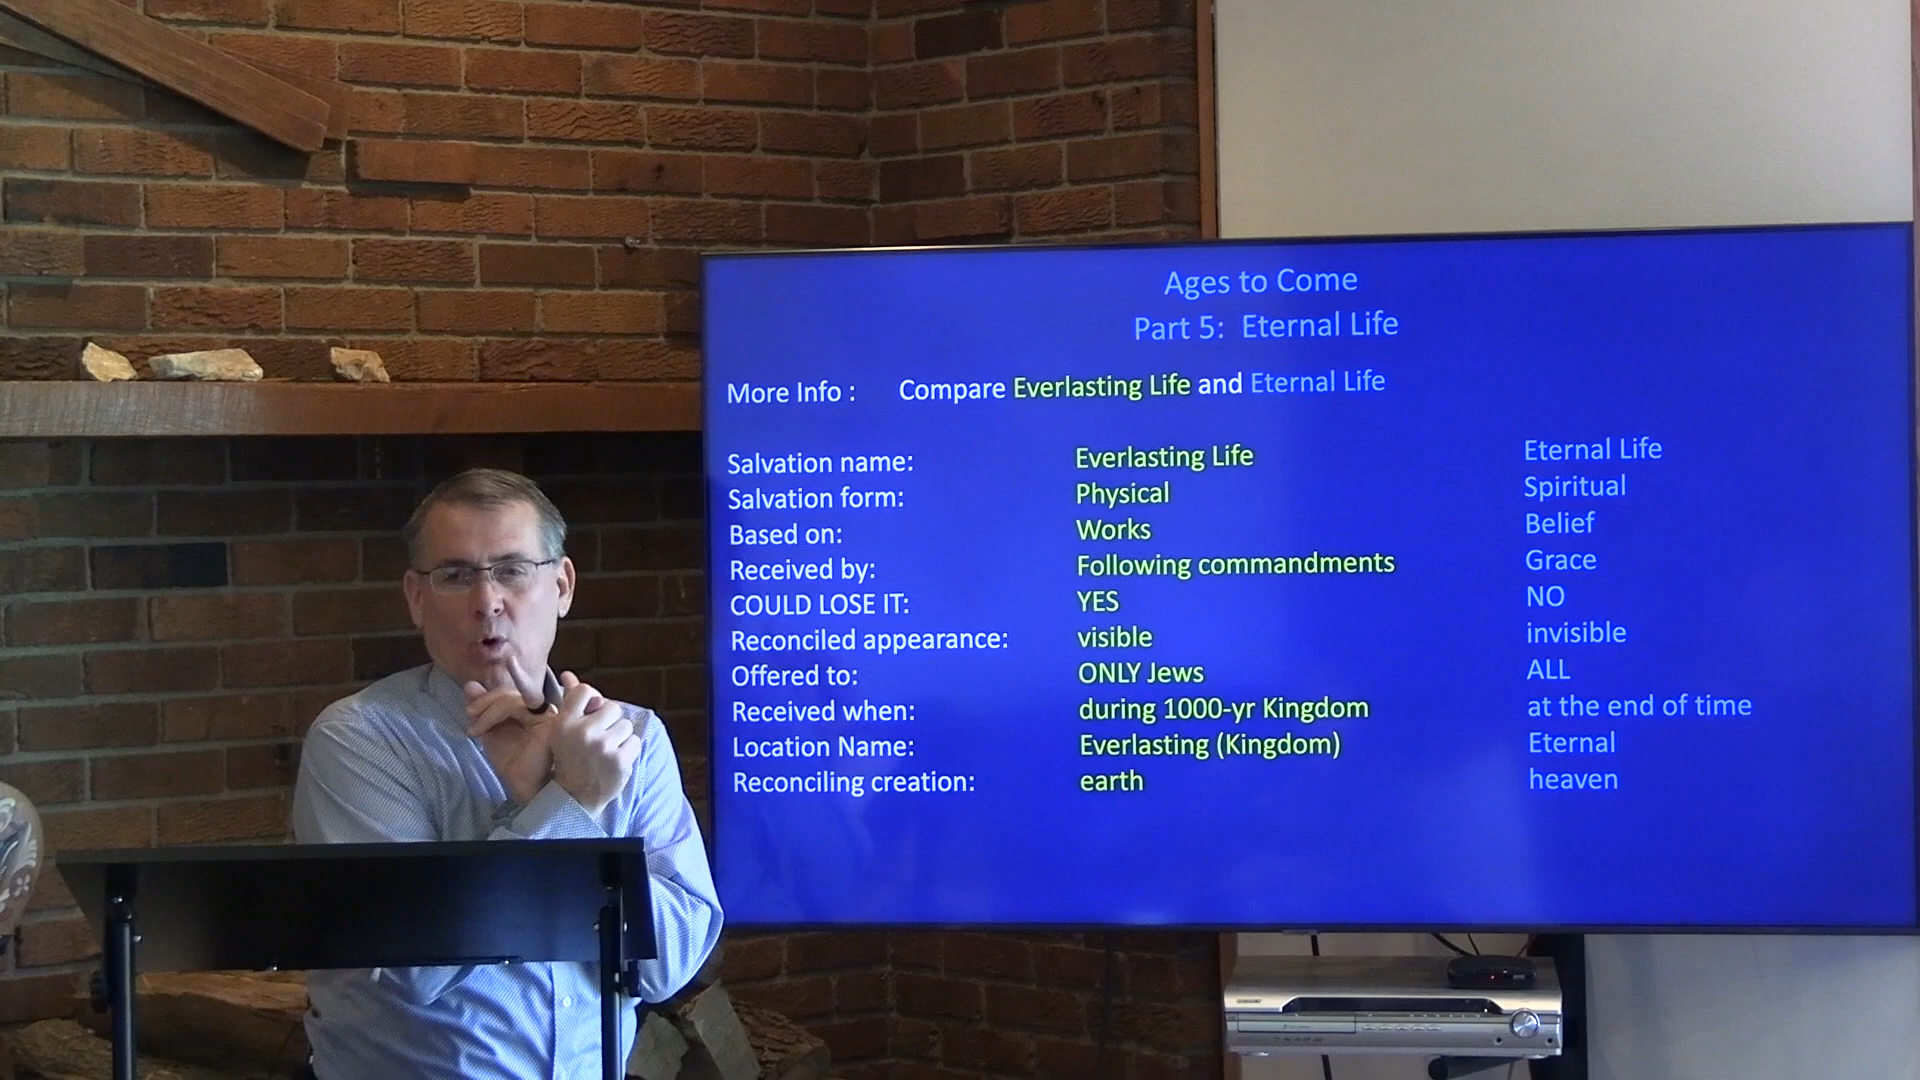 Ages to Come
Part 5: Eternal Life
More Info : Compare Everlasting Life and Eternal Life
Salvation name: Everlasting Life Eternal Life
Salvation form: Physical Spiritual
Based on: Works Belief
Received by: Following commandments Grace
COULD LOSE IT: YES NO
Reconciled appearance: visible invisible
Offered to: ONLY Jews ALL
Received when: during 1000-yr Kingdom at the end of time
Location Name: Everlasting (Kingdom) Eternal
Reconciling creation: earth heaven